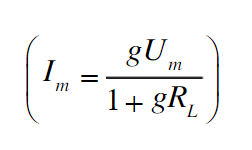 (I_m = gU_m / (1 + gR_L))